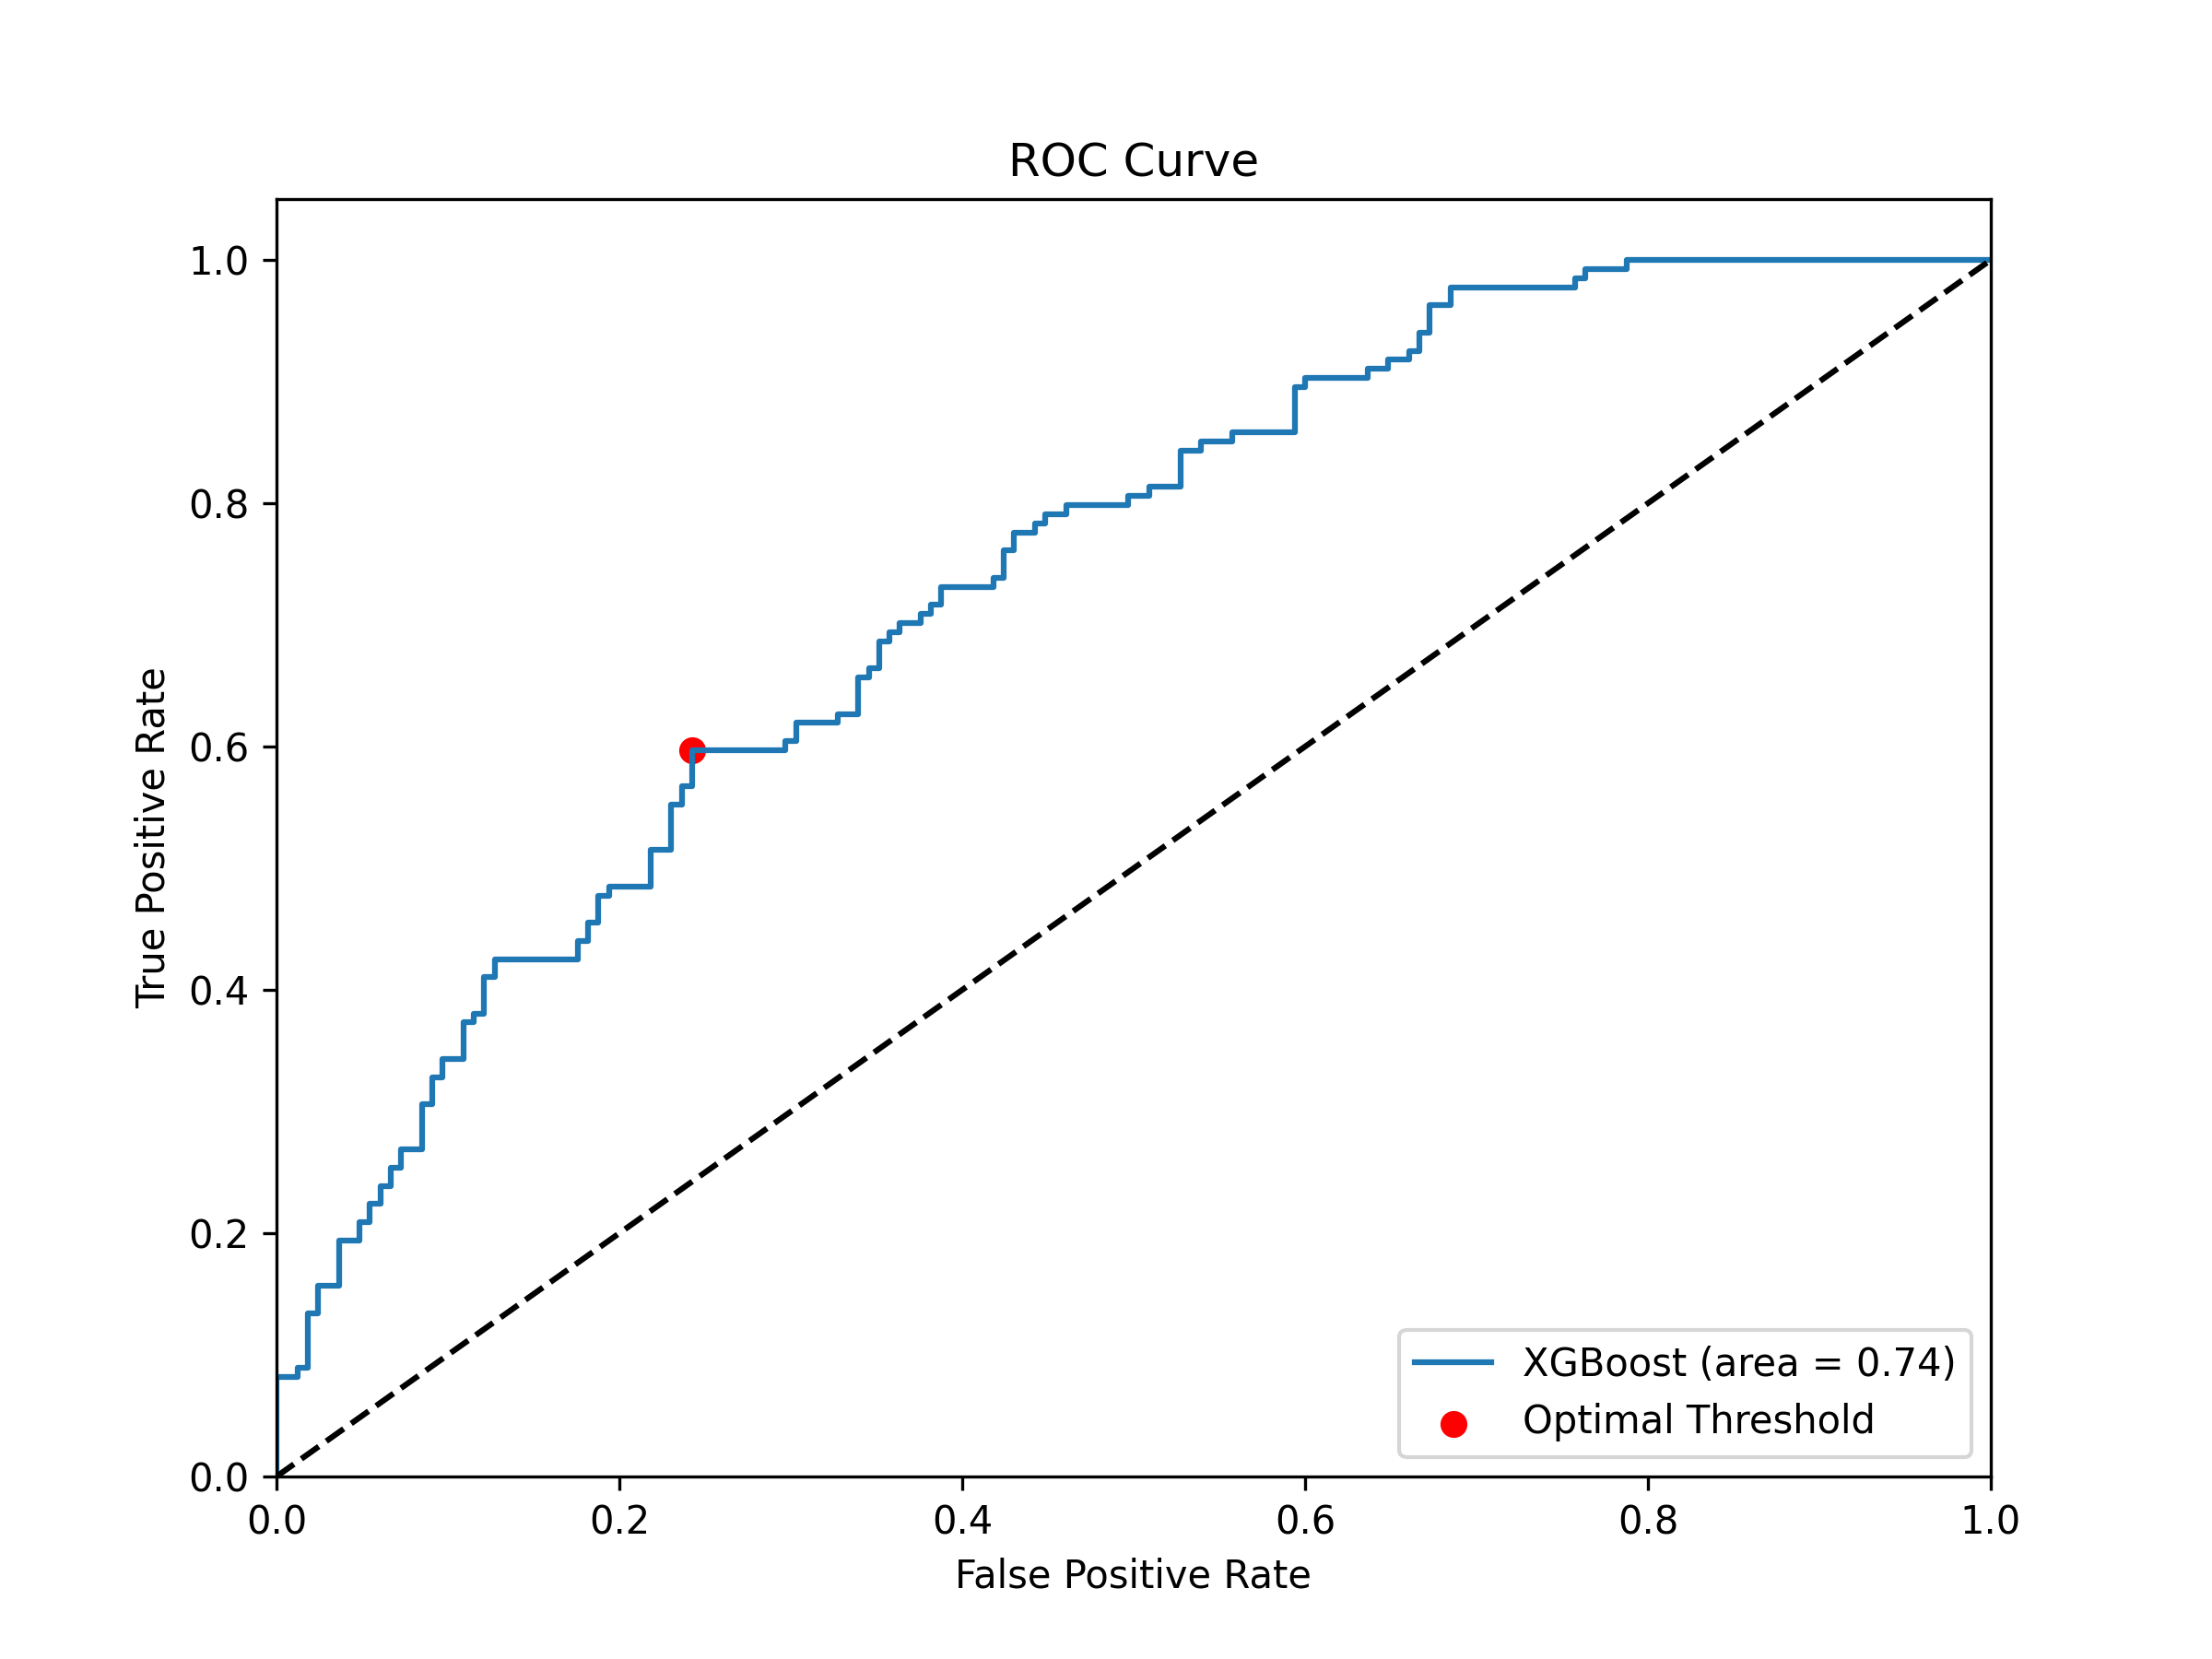 ROC Curve
1.0
0.8
0.6
0.4
0.2
0.0
True Positive Rate
0.0 0.2 0.4 0.6 0.8 1.0
False Positive Rate
XGBoost (area = 0.74)
Optimal Threshold